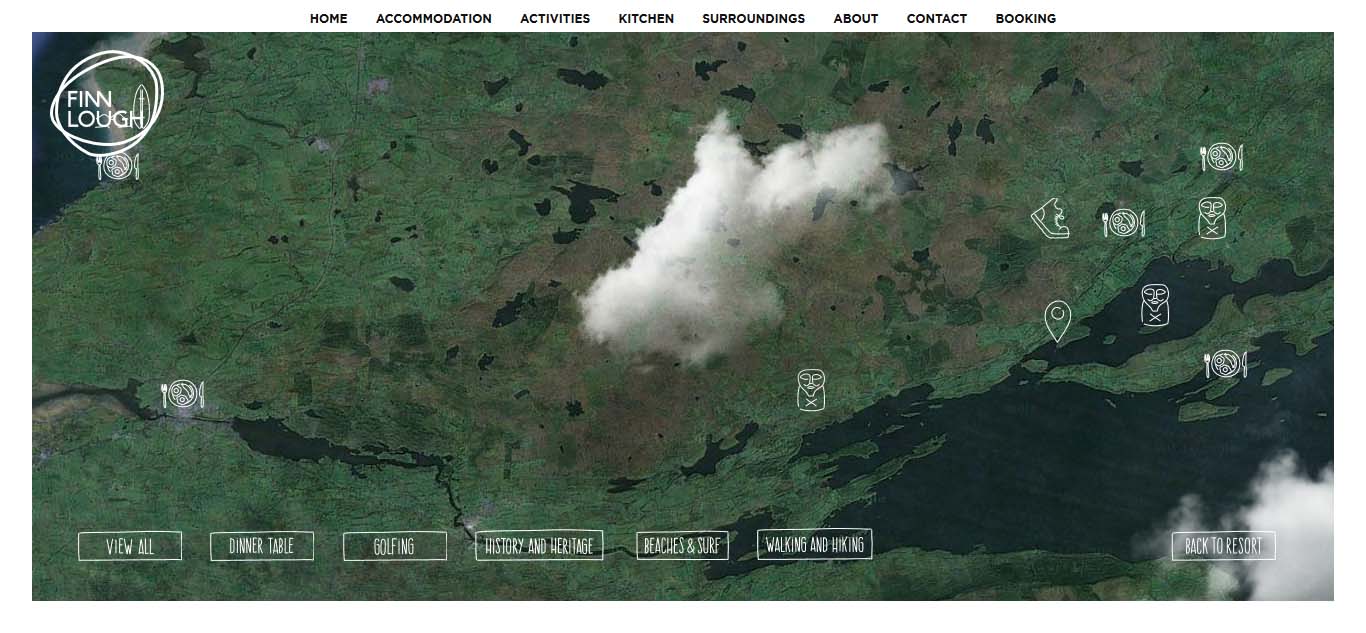 HOME ACCOMMODATION ACTIVITIES KITCHEN SURROUNDINGS ABOUT CONTACT BOOKING
FINN
LOUGH
VIEW ALL DINNER TABLE GOLFING HISTORY AND HERITAGE BEACHES & SURF WALKING AND HIKING BACK TO RESORT